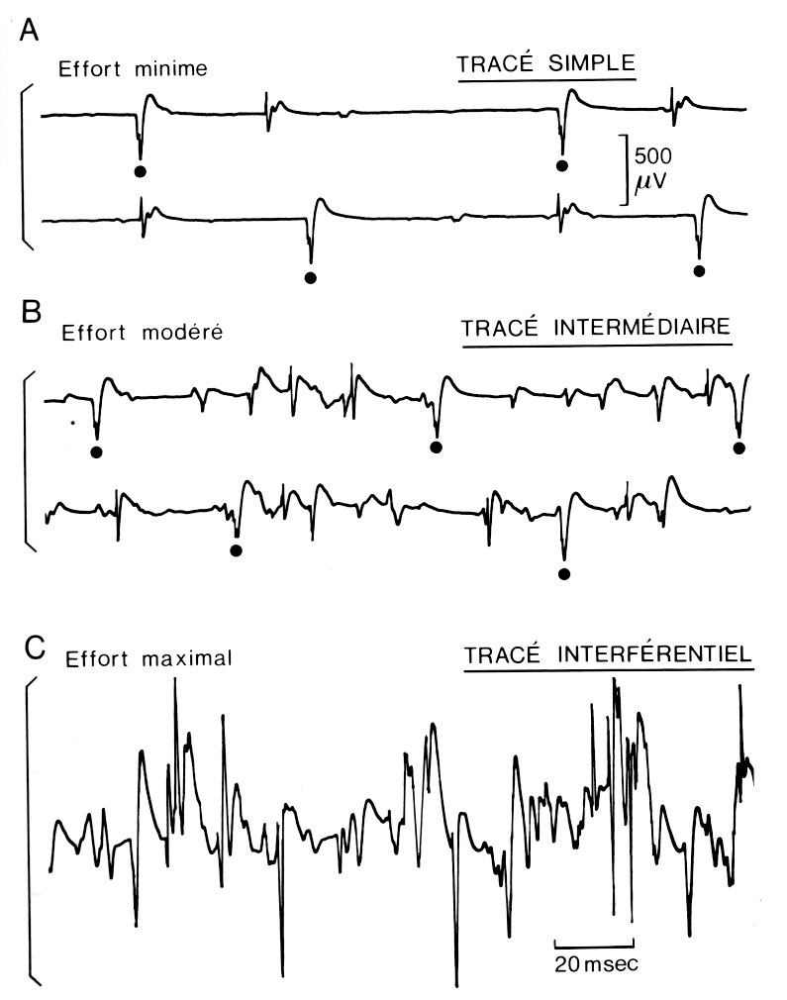 A
Effort minime
TRACÉ SIMPLE
500
µV
B
Effort modéré
TRACÉ INTERMÉDIAIRE
C
Effort maximal
TRACÉ INTERFÉRENTIEL
20 msec